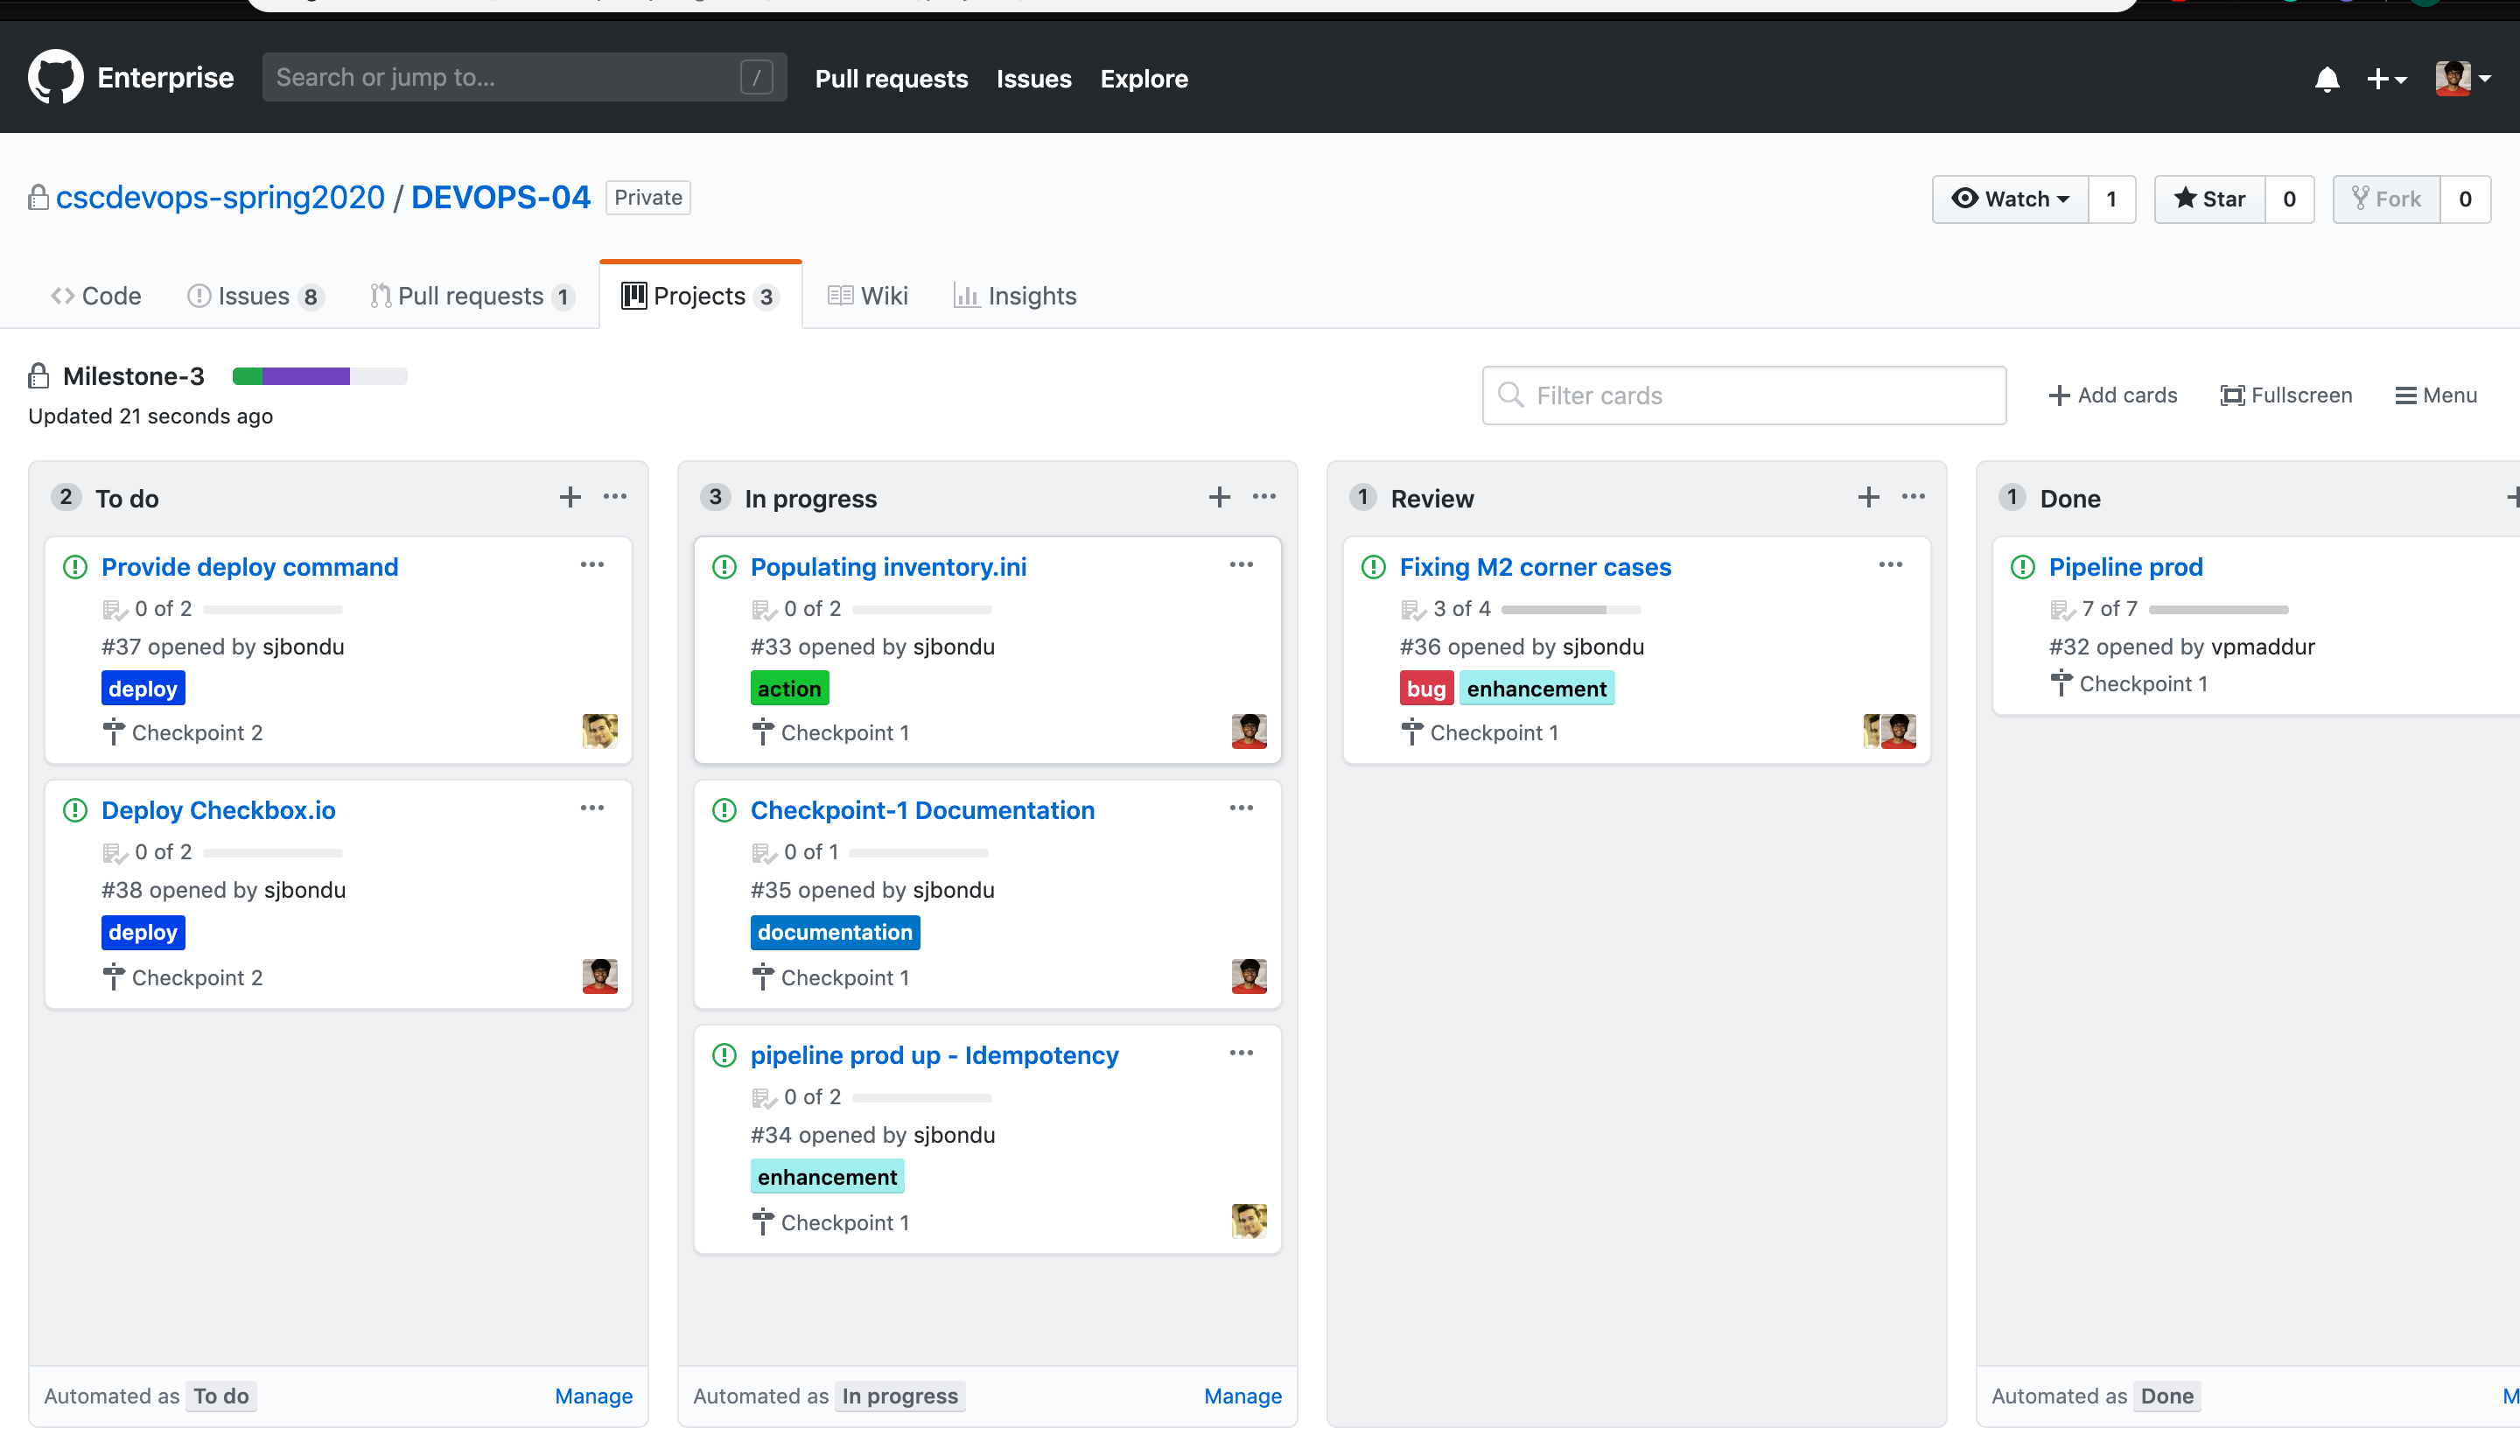 Enterprise
Search or jump to...
/
Pull requests
Issues
Explore
cscdevops-spring2020 / DEVOPS-04
Private
Watch
1
Star
0
Fork
0
Code
Issues 8
Pull requests 1
Projects 3
Wiki
Insights
Milestone-3
Updated 21 seconds ago
Filter cards
Add cards
Fullscreen
Menu
2 To do
Provide deploy command
0 of 2
#37 opened by sjbondu
deploy
Checkpoint 2
Deploy Checkbox.io
0 of 2
#38 opened by sjbondu
deploy
Checkpoint 2
Automated as To do
Manage
3 In progress
Populating inventory.ini
0 of 2
#33 opened by sjbondu
action
Checkpoint 1
Checkpoint-1 Documentation
0 of 1
#35 opened by sjbondu
documentation
Checkpoint 1
pipeline prod up - Idempotency
0 of 2
#34 opened by sjbondu
enhancement
Checkpoint 1
Automated as In progress
Manage
1 Review
Fixing M2 corner cases
3 of 4
#36 opened by sjbondu
bug enhancement
Checkpoint 1
1 Done
Pipeline prod
7 of 7
#32 opened by vpmaddur
Checkpoint 1
Automated as Done